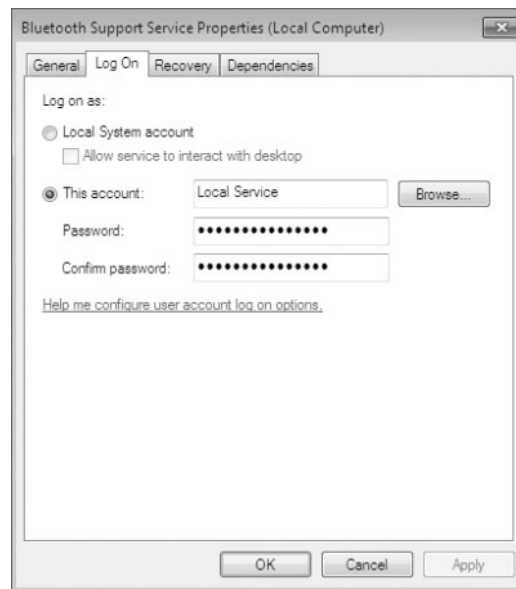 Bluetooth Support Service Properties (Local Computer)
General Log On Recovery Dependencies
Log on as:
Local System account
Allow service to interact with desktop
This account: Local Service Browse...
Password: •••••••••••••••
Confirm password: •••••••••••••••
Help me configure user account log on options.
OK Cancel Apply